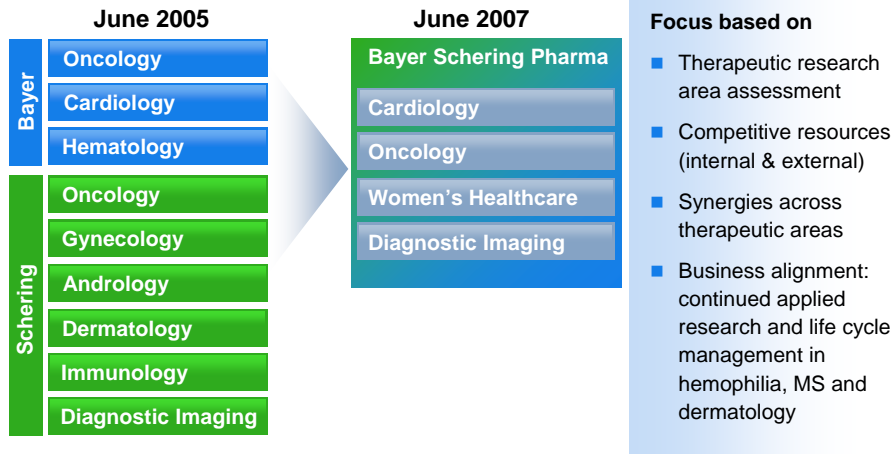 June 2005
Bayer
Oncology
Cardiology
Hematology
Schering
Oncology
Gynecology
Andrology
Dermatology
Immunology
Diagnostic Imaging
June 2007
Bayer Schering Pharma
Cardiology
Oncology
Women's Healthcare
Diagnostic Imaging
Focus based on
Therapeutic research
area assessment
Competitive resources
(internal & external)
Synergies across
therapeutic areas
Business alignment:
continued applied
research and life cycle
management in
hemophilia, MS and
dermatology